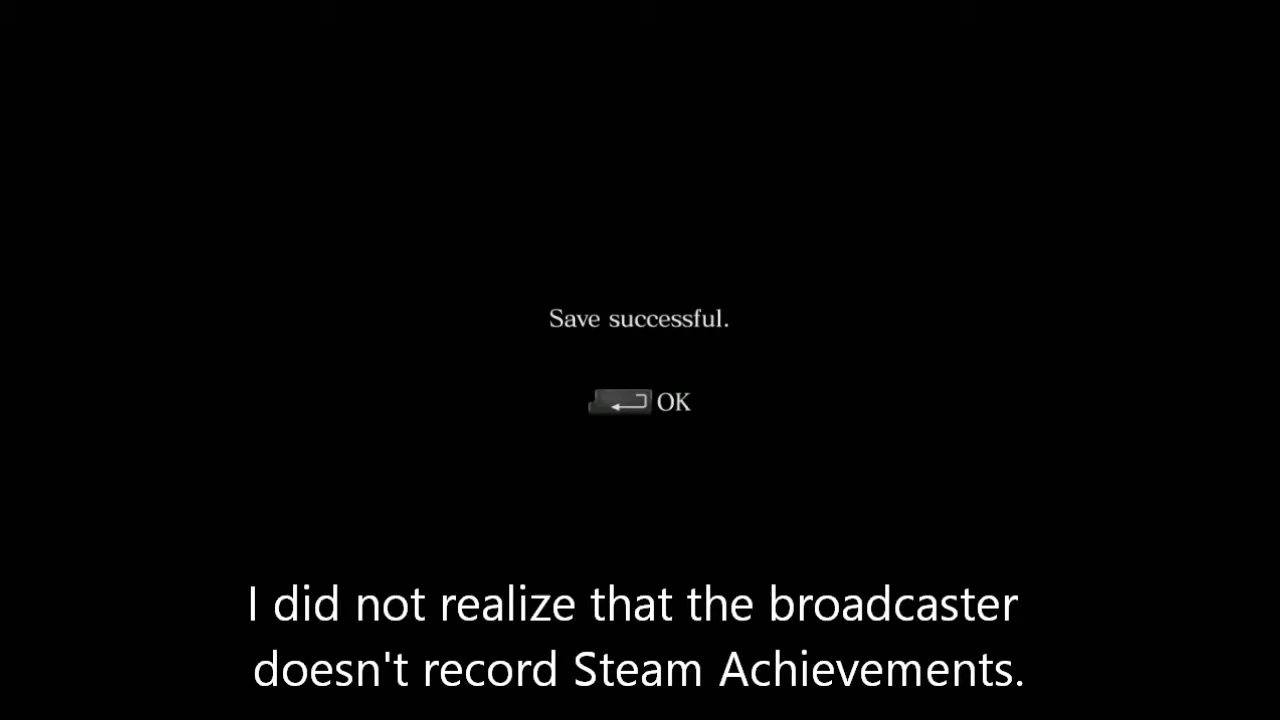 Save successful.
OK
I did not realize that the broadcaster
doesn't record Steam Achievements.